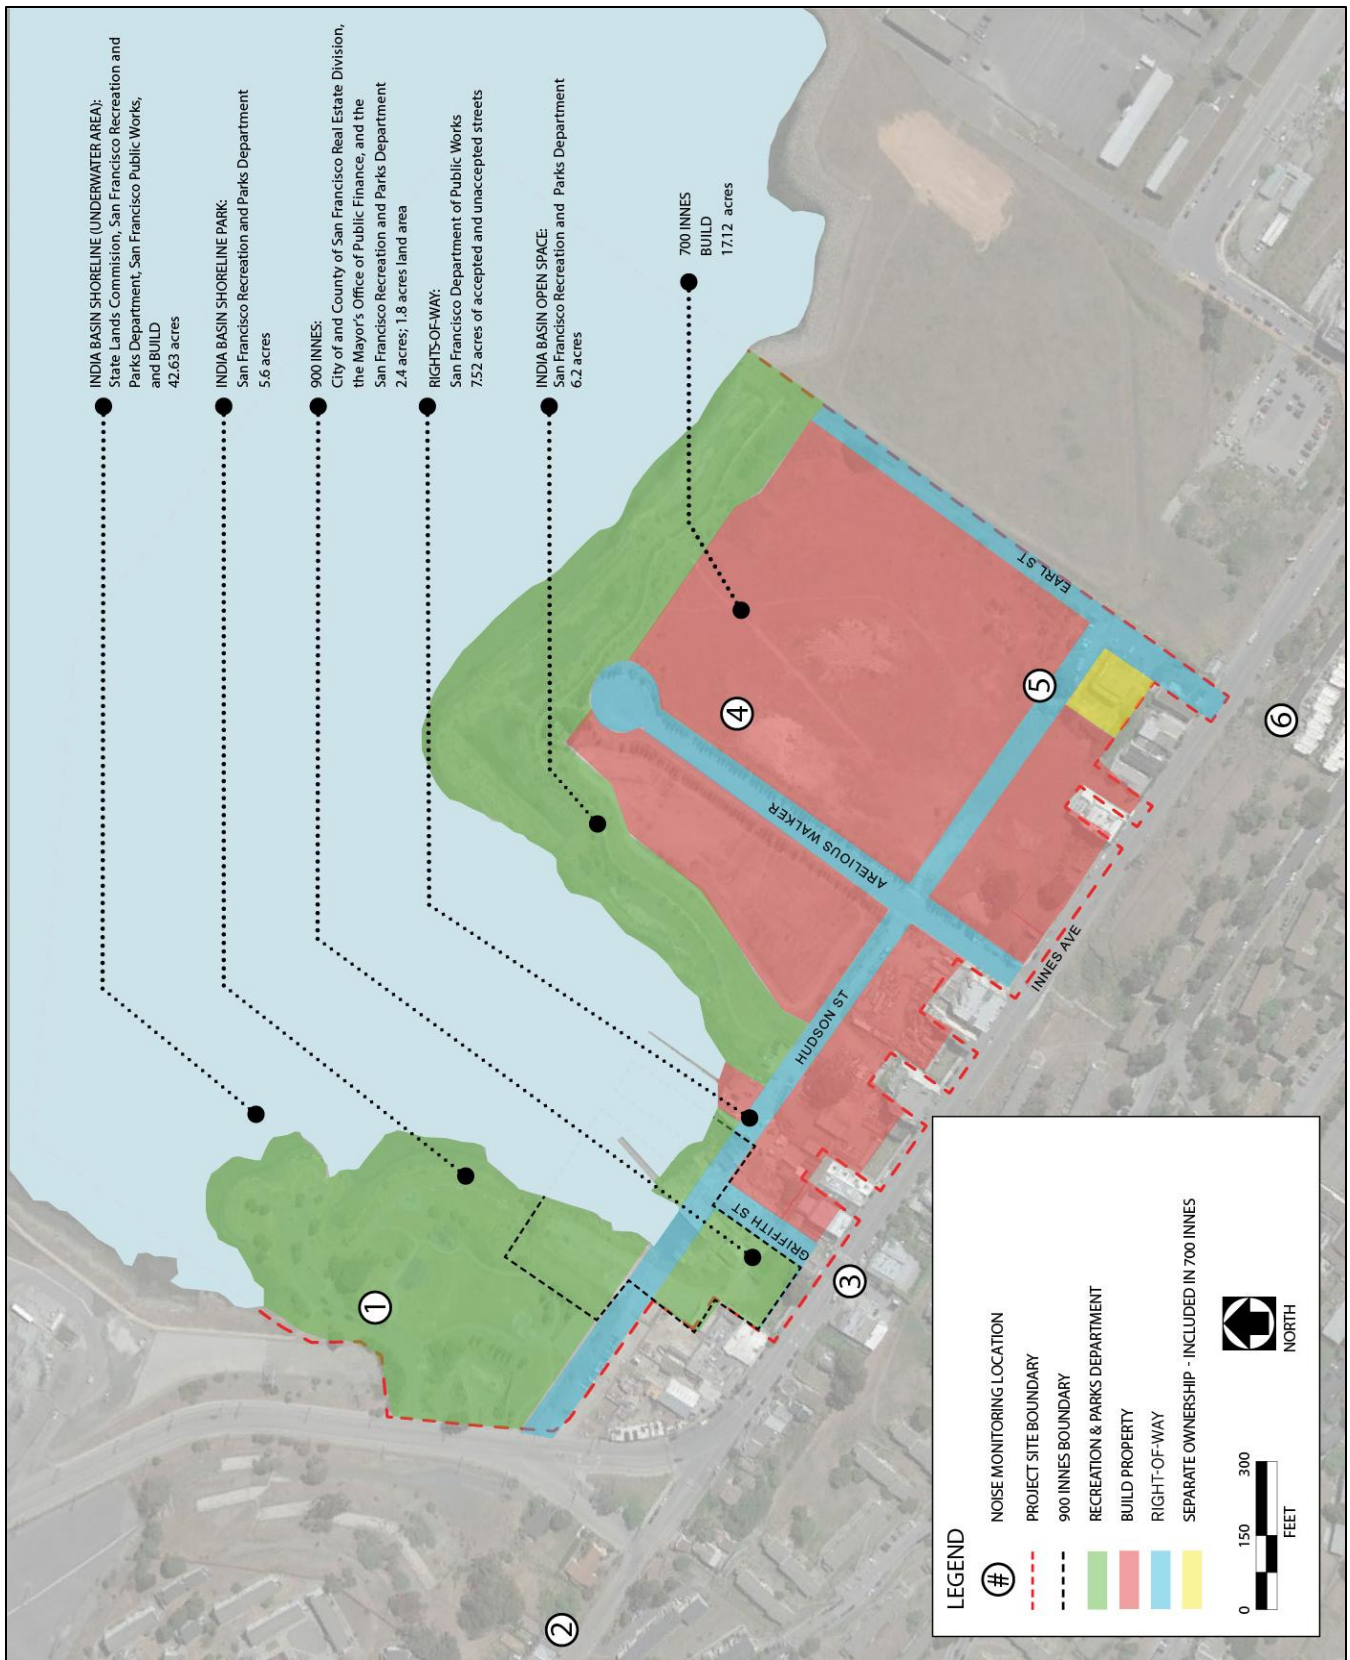 INDIA BASIN SHORELINE (UNDERWATER AREA):
State Lands Commision, San Francisco Recreation and
Parks Department, San Francisco Public Works,
and BUILD
42.63 acres
INDIA BASIN SHORELINE PARK:
San Francisco Recreation and Parks Department
5.6 acres
900 INNES:
City of and County of San Francisco Real Estate Division,
the Mayor's Office of Public Finance, and the
San Francisco Recreation and Parks Department
2.4 acres; 1.8 acres land area
RIGHTS-OF-WAY:
San Francisco Department of Public Works
7.52 acres of accepted and unaccepted streets
INDIA BASIN OPEN SPACE:
San Francisco Recreation and Parks Department
6.2 acres
700 INNES
BUILD
17.12 acres
1
2
3
4
5
6
EARL ST
ARELIOUS WALKER
HUDSON ST
INNES AVE
GRIFFITH ST
LEGEND
# NOISE MONITORING LOCATION
PROJECT SITE BOUNDARY
900 INNES BOUNDARY
RECREATION & PARKS DEPARTMENT
BUILD PROPERTY
RIGHT-OF-WAY
SEPARATE OWNERSHIP - INCLUDED IN 700 INNES
0 150 300
FEET
NORTH